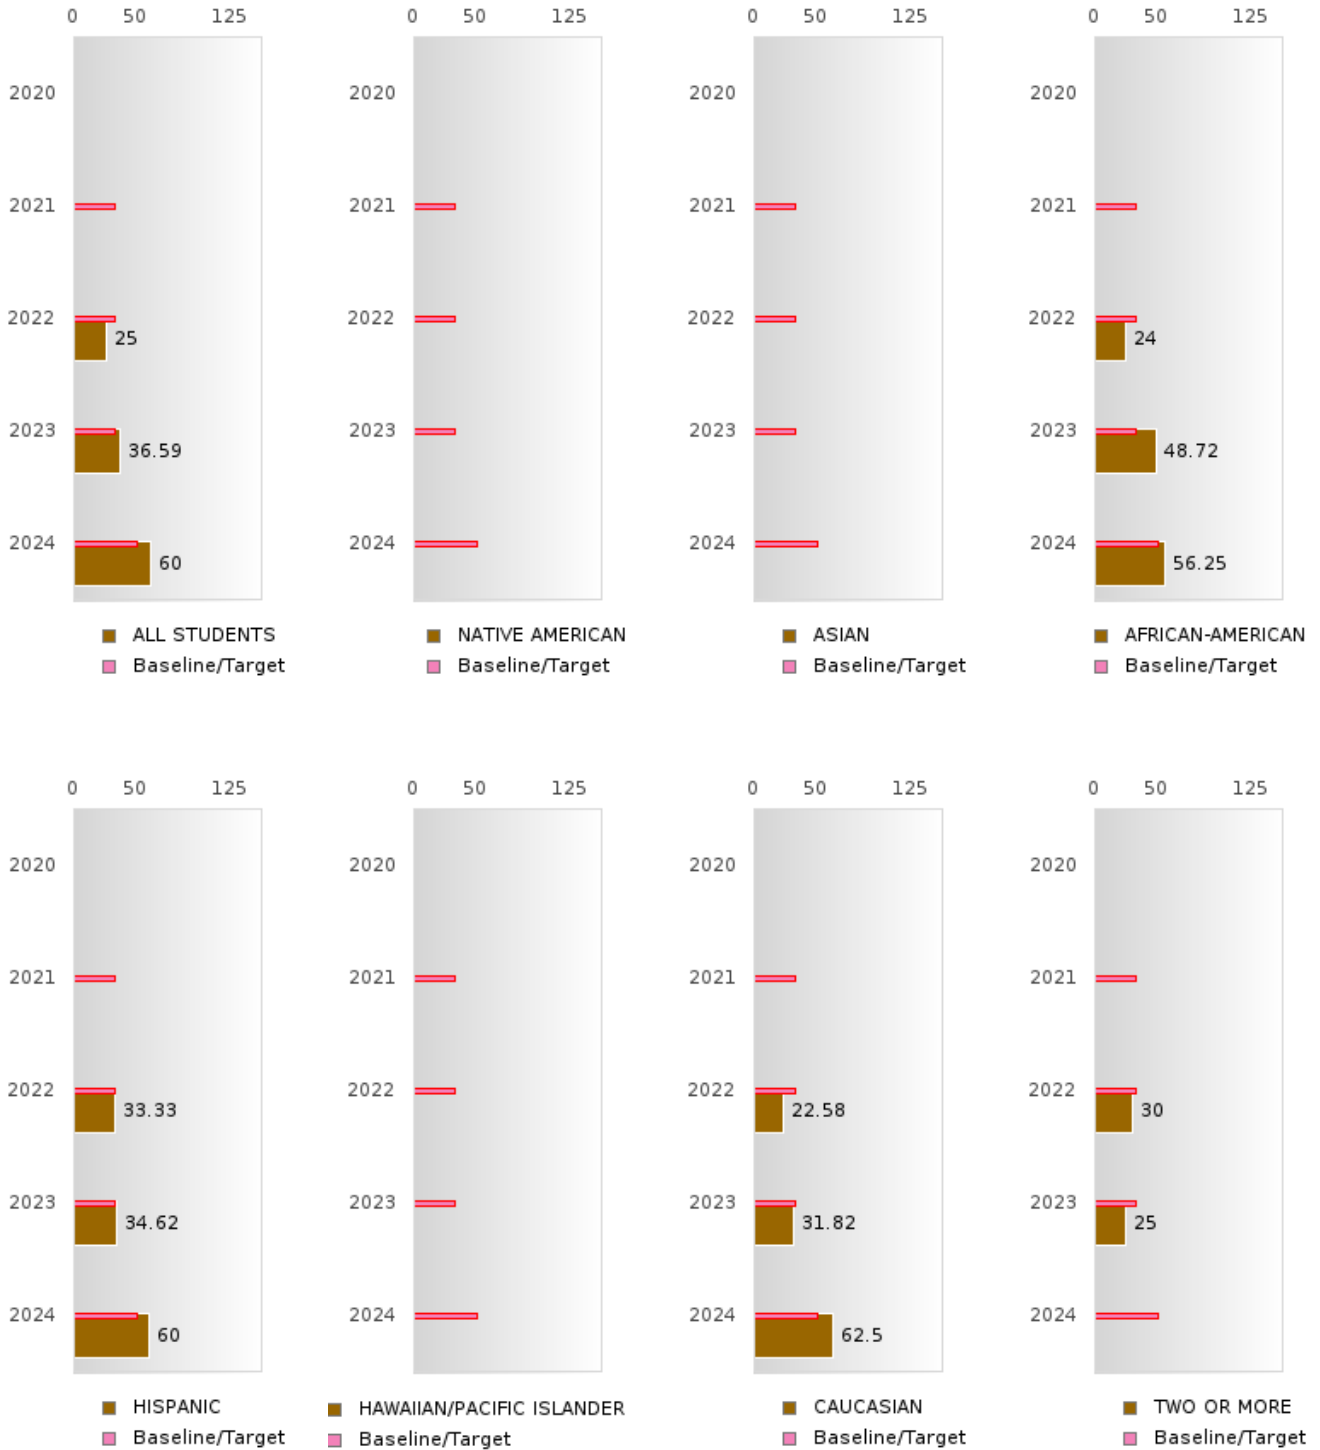 0 50 125 0 50 125 0 50 125 0 50 125
2020 2020 2020 2020
2021 2021 2021 2021
2022 2022 2022 2022
25 24
2023 2023 2023 2023
36.59 48.72
2024 2024 2024 2024
60 56.25
ALL STUDENTS NATIVE AMERICAN ASIAN AFRICAN-AMERICAN
Baseline/Target Baseline/Target Baseline/Target Baseline/Target
0 50 125 0 50 125 0 50 125 0 50 125
2020 2020 2020 2020
2021 2021 2021 2021
2022 2022 2022 2022
33.33 22.58 30
2023 2023 2023 2023
34.62 31.82 25
2024 2024 2024 2024
60 62.5
HISPANIC HAWAIIAN/PACIFIC ISLANDER CAUCASIAN TWO OR MORE
Baseline/Target Baseline/Target Baseline/Target Baseline/Target